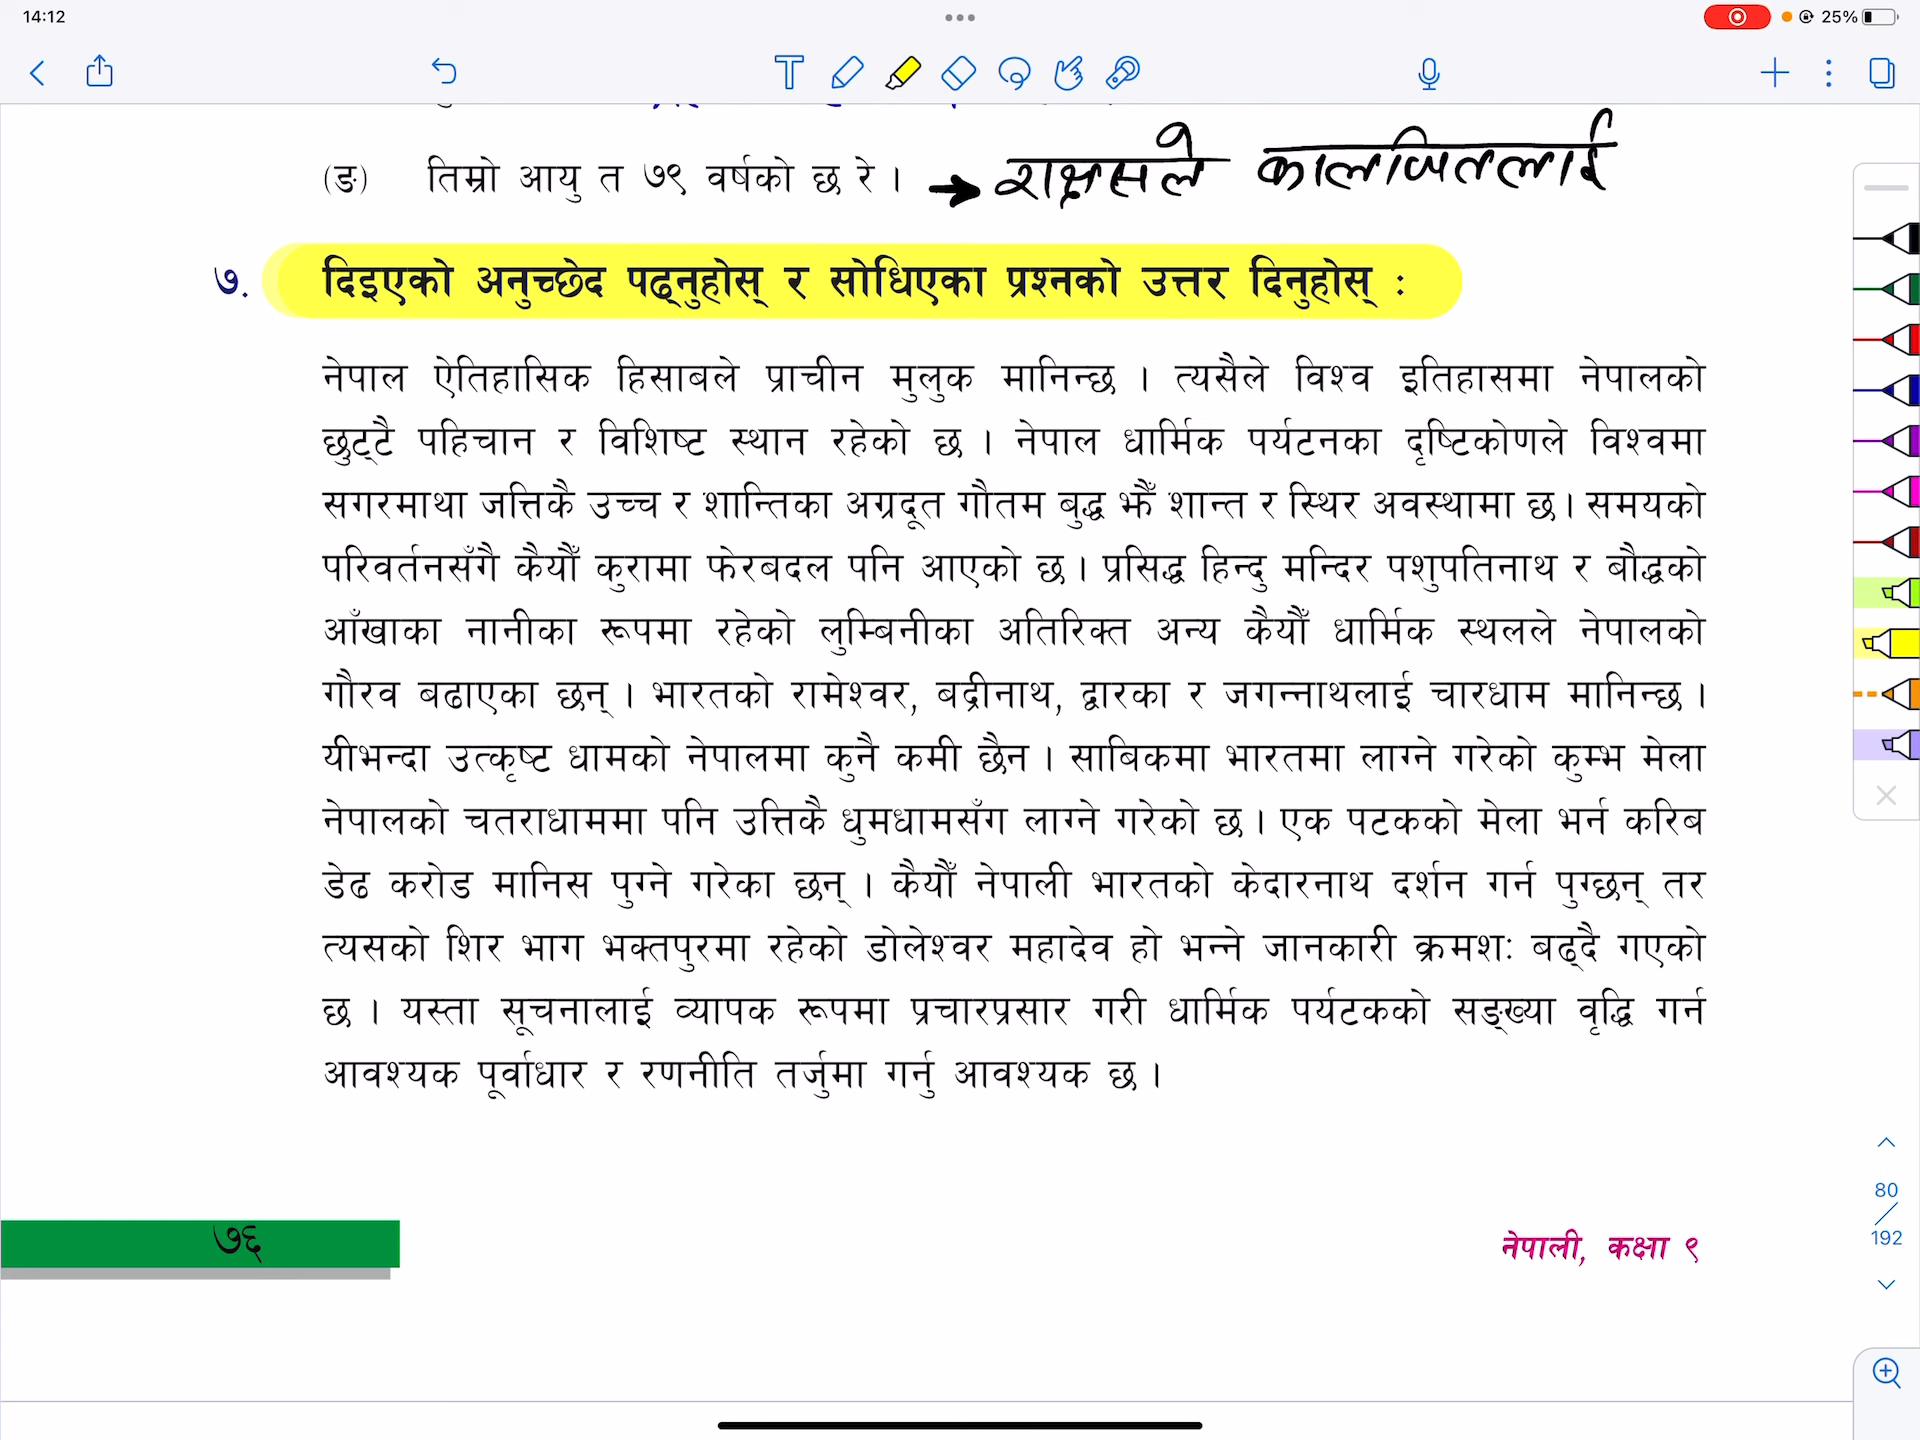 14:12
25%
(ङ) तिम्रो आयु त ७९ वर्षको छ रे । → राक्षसले कालजितलाई
७. दिइएको अनुच्छेद पढ्नुहोस् र सोधिएका प्रश्नको उत्तर दिनुहोस् :
नेपाल ऐतिहासिक हिसाबले प्राचीन मुलुक मानिन्छ । त्यसैले विश्व इतिहासमा नेपालको
छुट्टै पहिचान र विशिष्ट स्थान रहेको छ । नेपाल धार्मिक पर्यटनका दृष्टिकोणले विश्वमा
सगरमाथा जत्तिकै उच्च र शान्तिका अग्रदूत गौतम बुद्ध झैँ शान्त र स्थिर अवस्थामा छ । समयको
परिवर्तनसँगै कैयौँ कुरामा फेरबदल पनि आएको छ । प्रसिद्ध हिन्दु मन्दिर पशुपतिनाथ र बौद्धको
आँखाका नानीका रूपमा रहेको लुम्बिनीका अतिरिक्त अन्य कैयौँ धार्मिक स्थलले नेपालको
गौरव बढाएका छन् । भारतको रामेश्वर, बद्रीनाथ, द्वारका र जगन्नाथलाई चारधाम मानिन्छ ।
यीभन्दा उत्कृष्ट धामको नेपालमा कुनै कमी छैन । साबिकमा भारतमा लाग्ने गरेको कुम्भ मेला
नेपालको चतराधाममा पनि उत्तिकै धुमधामसँग लाग्ने गरेको छ । एक पटकको मेला भर्न करिब
डेढ करोड मानिस पुग्ने गरेका छन् । कैयौँ नेपाली भारतको केदारनाथ दर्शन गर्न पुग्छन् तर
त्यसको शिर भाग भक्तपुरमा रहेको डोलेश्वर महादेव हो भन्ने जानकारी क्रमशः बढ्दै गएको
छ । यस्ता सूचनालाई व्यापक रूपमा प्रचारप्रसार गरी धार्मिक पर्यटकको सङ्ख्या वृद्धि गर्न
आवश्यक पूर्वाधार र रणनीति तर्जुमा गर्नु आवश्यक छ ।
80
/
192
७६
नेपाली, कक्षा ९